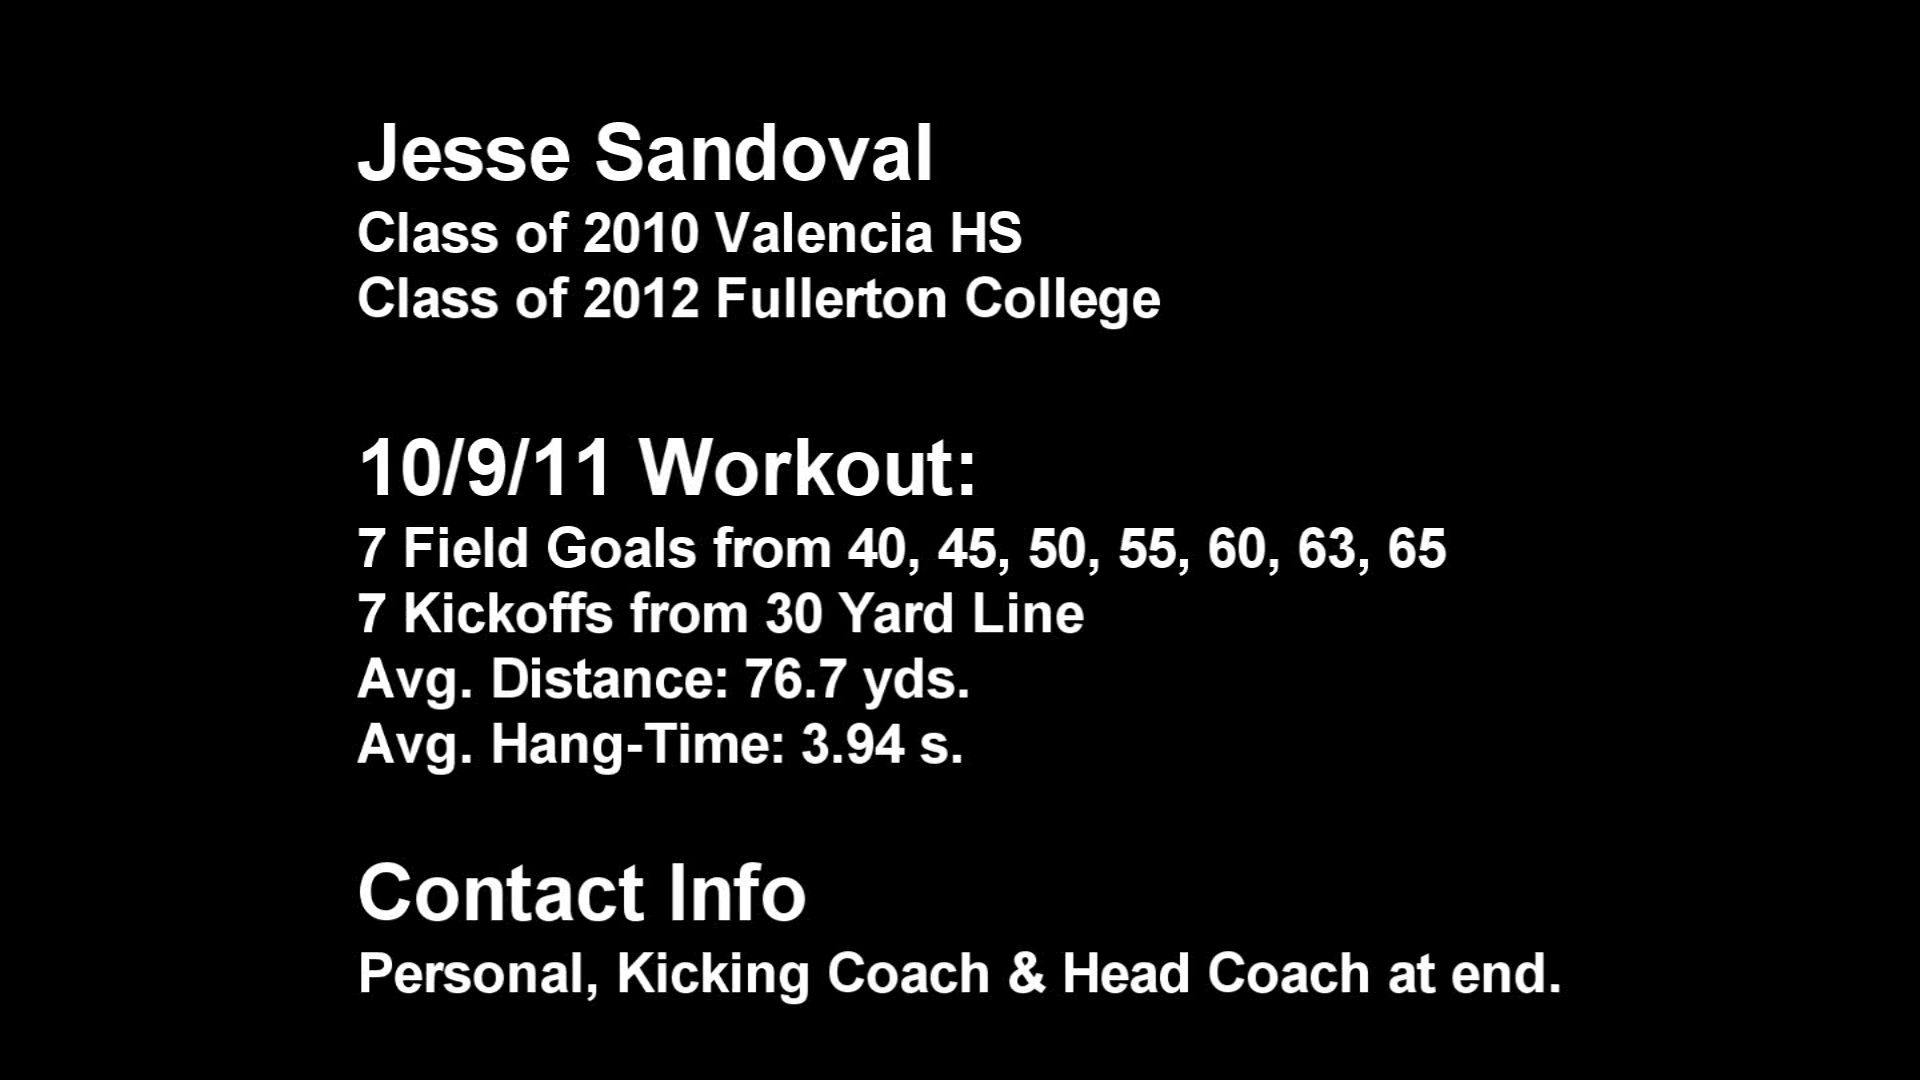 Jesse Sandoval
Class of 2010 Valencia HS
Class of 2012 Fullerton College
10/9/11 Workout:
7 Field Goals from 40, 45, 50, 55, 60, 63, 65
7 Kickoffs from 30 Yard Line
Avg. Distance: 76.7 yds.
Avg. Hang-Time: 3.94 s.
Contact Info
Personal, Kicking Coach & Head Coach at end.